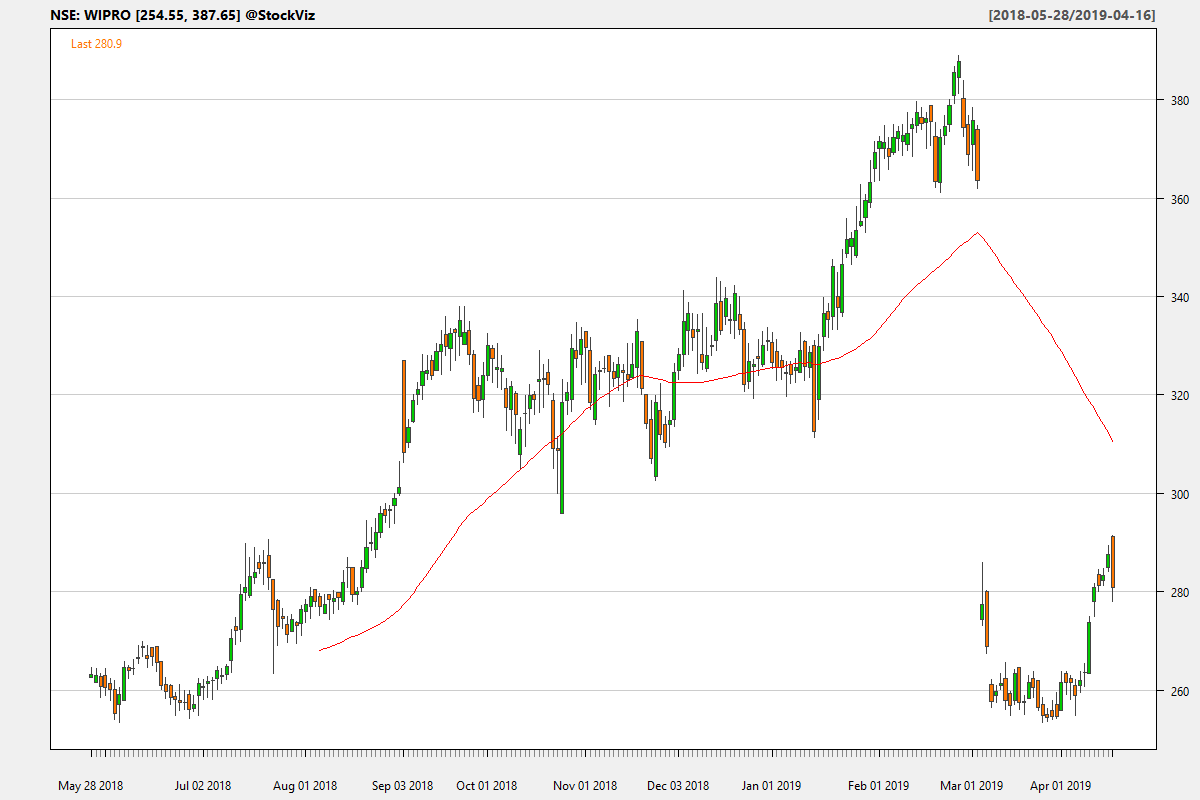 NSE: WIPRO [254.55, 387.65] @StockViz [2018-05-28/2019-04-16]
Last 280.9
380
360
340
320
300
280
260
May 28 2018 Jul 02 2018 Aug 01 2018 Sep 03 2018 Oct 01 2018 Nov 01 2018 Dec 03 2018 Jan 01 2019 Feb 01 2019 Mar 01 2019 Apr 01 2019